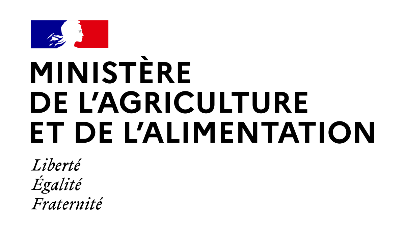 MINISTÈRE
DE L’AGRICULTURE
ET DE L’ALIMENTATION
Liberté
Égalité
Fraternité